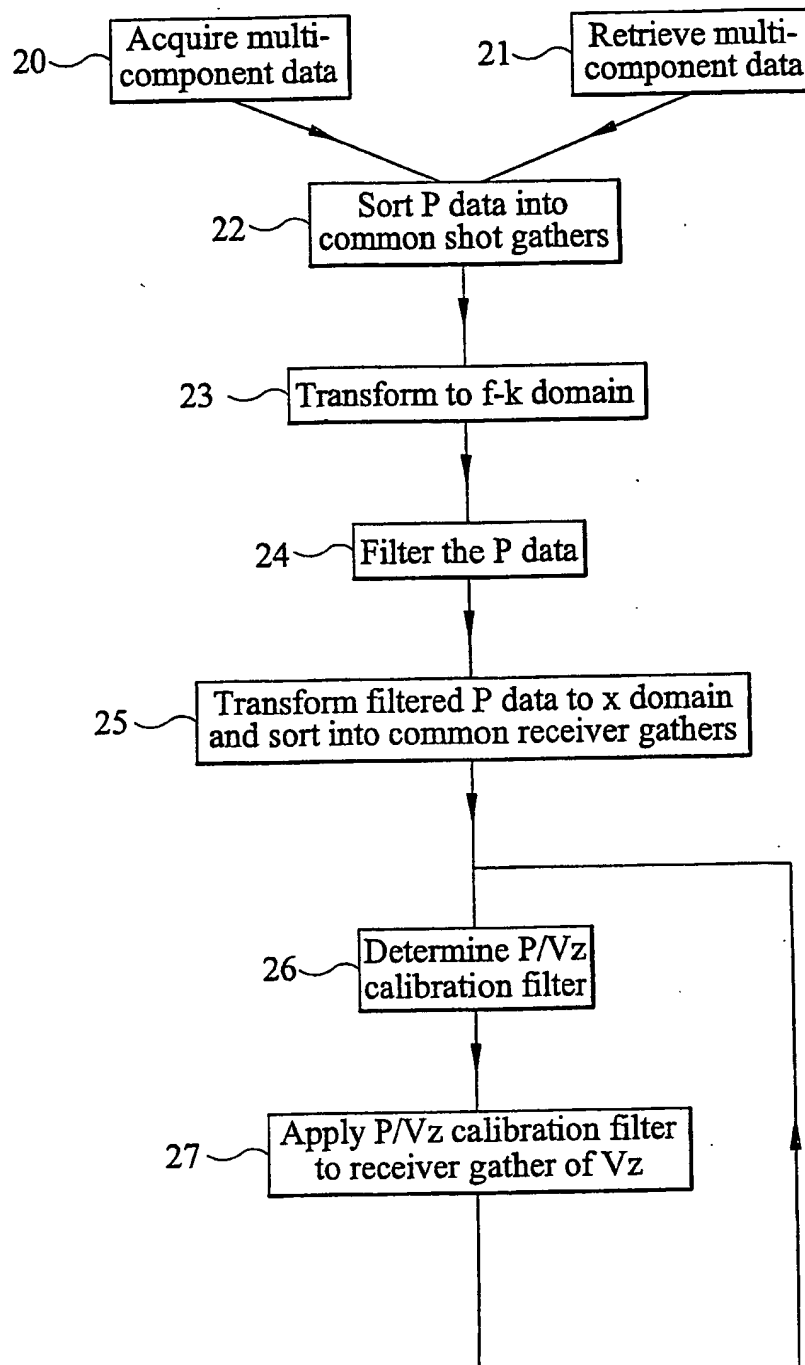 20
Acquire multi-
component data
21
Retrieve multi-
component data
22
Sort P data into
common shot gathers
23
Transform to f-k domain
24
Filter the P data
25
Transform filtered P data to x domain
and sort into common receiver gathers
26
Determine P/Vz
calibration filter
27
Apply P/Vz calibration filter
to receiver gather of Vz